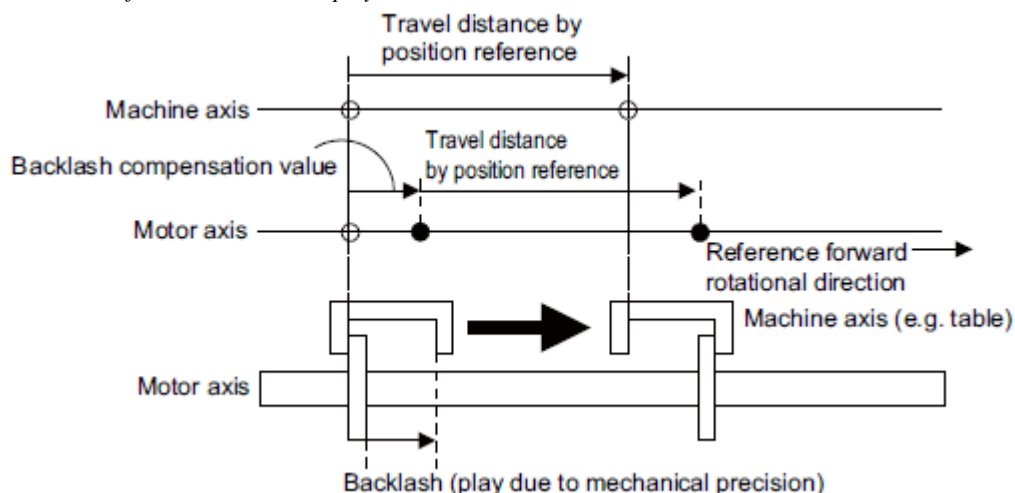 Travel distance by
position reference
Machine axis
Travel distance
by position reference
Backlash compensation value
Motor axis
Reference forward
rotational direction
Machine axis (e.g. table)
Motor axis
Backlash (play due to mechanical precision)